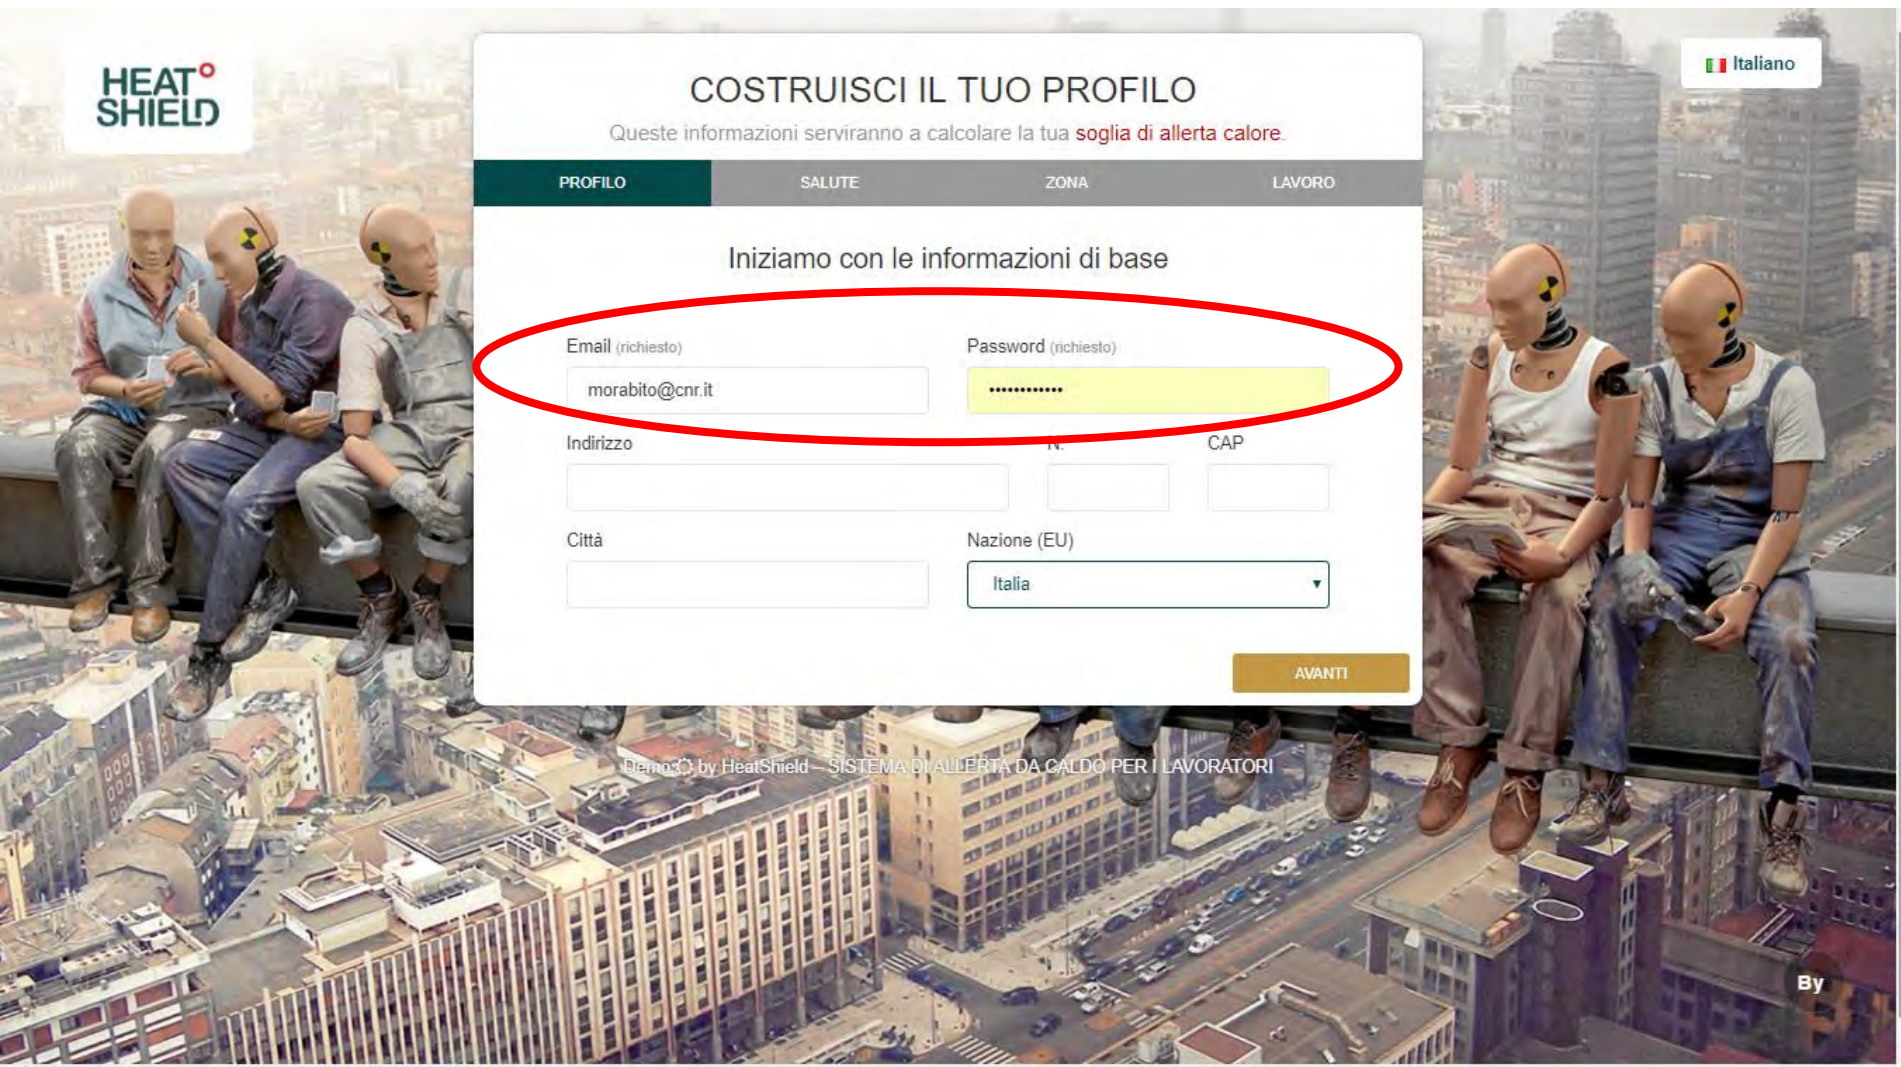 HEAT
SHIELD
Italiano
COSTRUISCI IL TUO PROFILO
Queste informazioni serviranno a calcolare la tua soglia di allerta calore.
PROFILO SALUTE ZONA LAVORO
Iniziamo con le informazioni di base
Email (richiesto) Password (richiesto)
morabito@cnr.it ••••••••••••
Indirizzo N. CAP
Città Nazione (EU)
Italia
AVANTI
Demo by HeatShield – SISTEMA DI ALLERTA DA CALDO PER I LAVORATORI
By